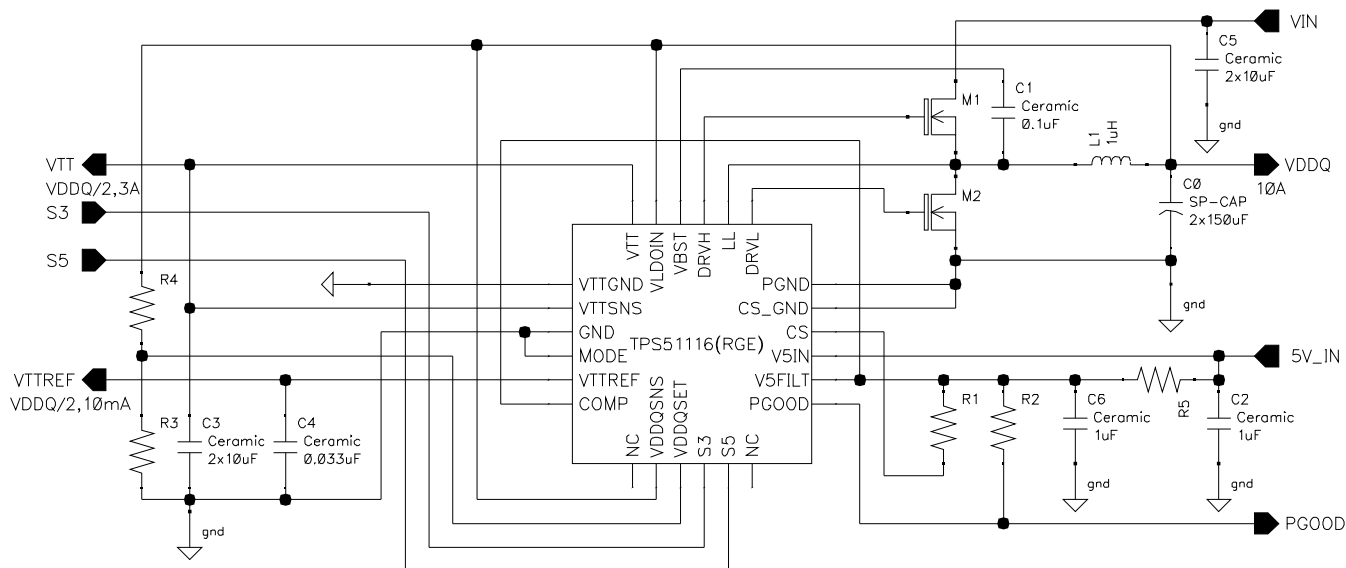 VIN
C5
Ceramic
2x10uF
gnd
M1
C1
Ceramic
0.1uF
L1
1uH
VTT
VDDQ/2,3A
VDDQ
10A
S3
S5
M2
C0
SP-CAP
2x150uF
gnd
VTT
VLDOIN
VBST
DRVH
LL
DRVL
R4
VTTGND
VTTSNS
GND
MODE
VTTREF
COMP
TPS51116(RGE)
PGND
CS_GND
CS
V5IN
V5FILT
PGOOD
5V_IN
VTTREF
VDDQ/2,10mA
R3
C3
Ceramic
2x10uF
C4
Ceramic
0.033uF
R1
R2
C6
Ceramic
1uF
R5
C2
Ceramic
1uF
NC
VDDQSNS
VDDQSET
S3
S5
NC
gnd
gnd
gnd
PGOOD